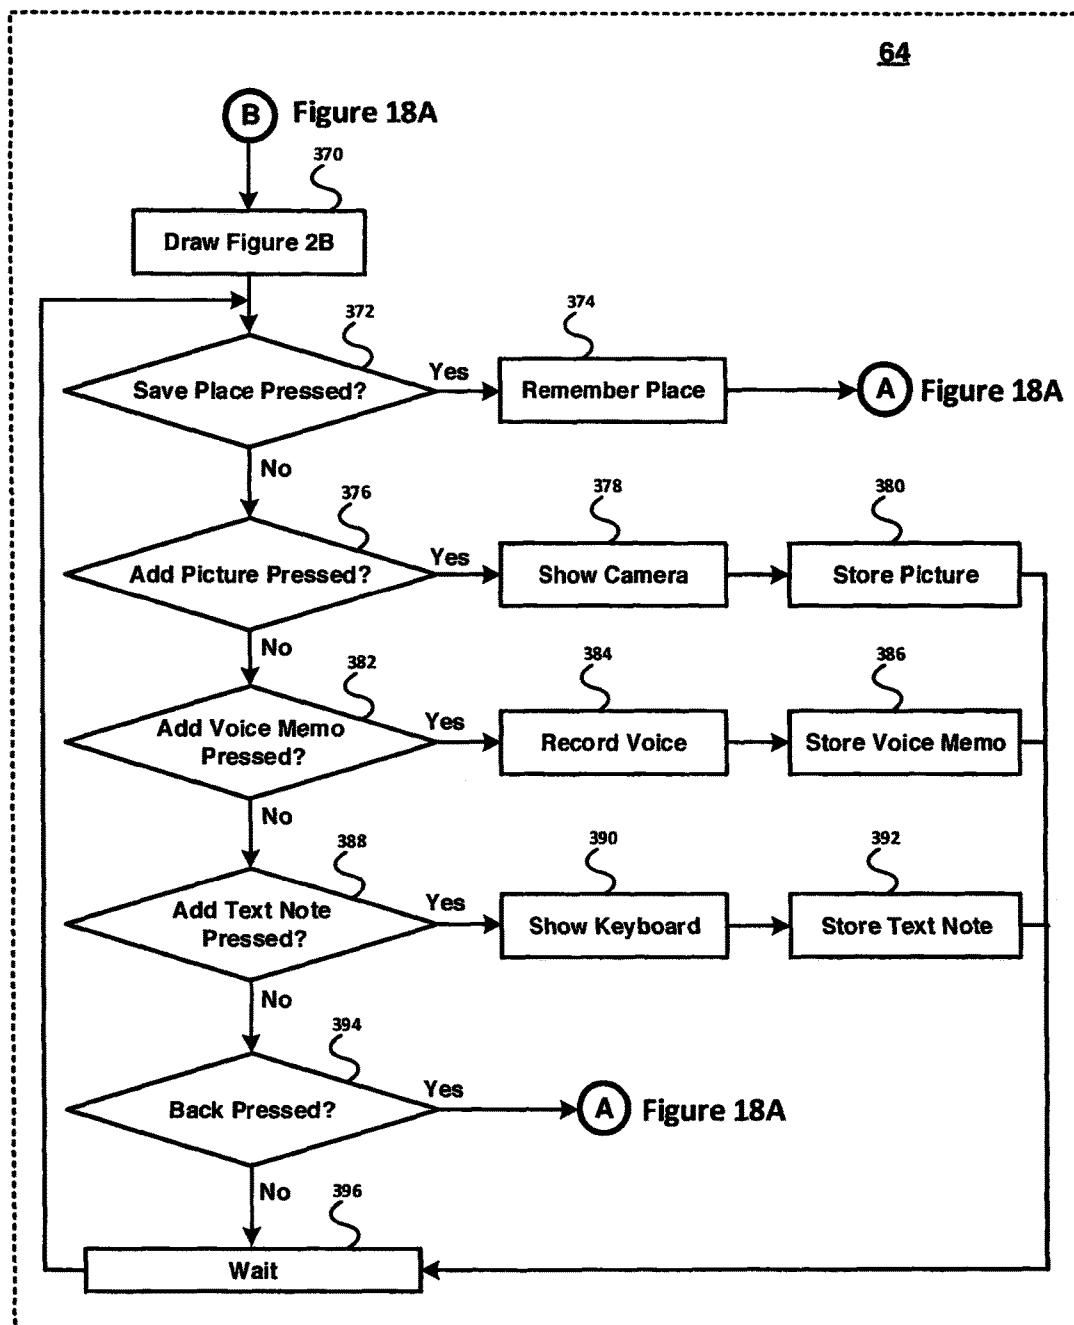 64
B Figure 18A
370
Draw Figure 2B
372
374
Save Place Pressed?
Yes
Remember Place
A Figure 18A
No
376
378
380
Add Picture Pressed?
Yes
Show Camera
Store Picture
No
382
384
386
Add Voice Memo
Pressed?
Yes
Record Voice
Store Voice Memo
No
388
390
392
Add Text Note
Pressed?
Yes
Show Keyboard
Store Text Note
No
394
Back Pressed?
Yes
A Figure 18A
No
396
Wait